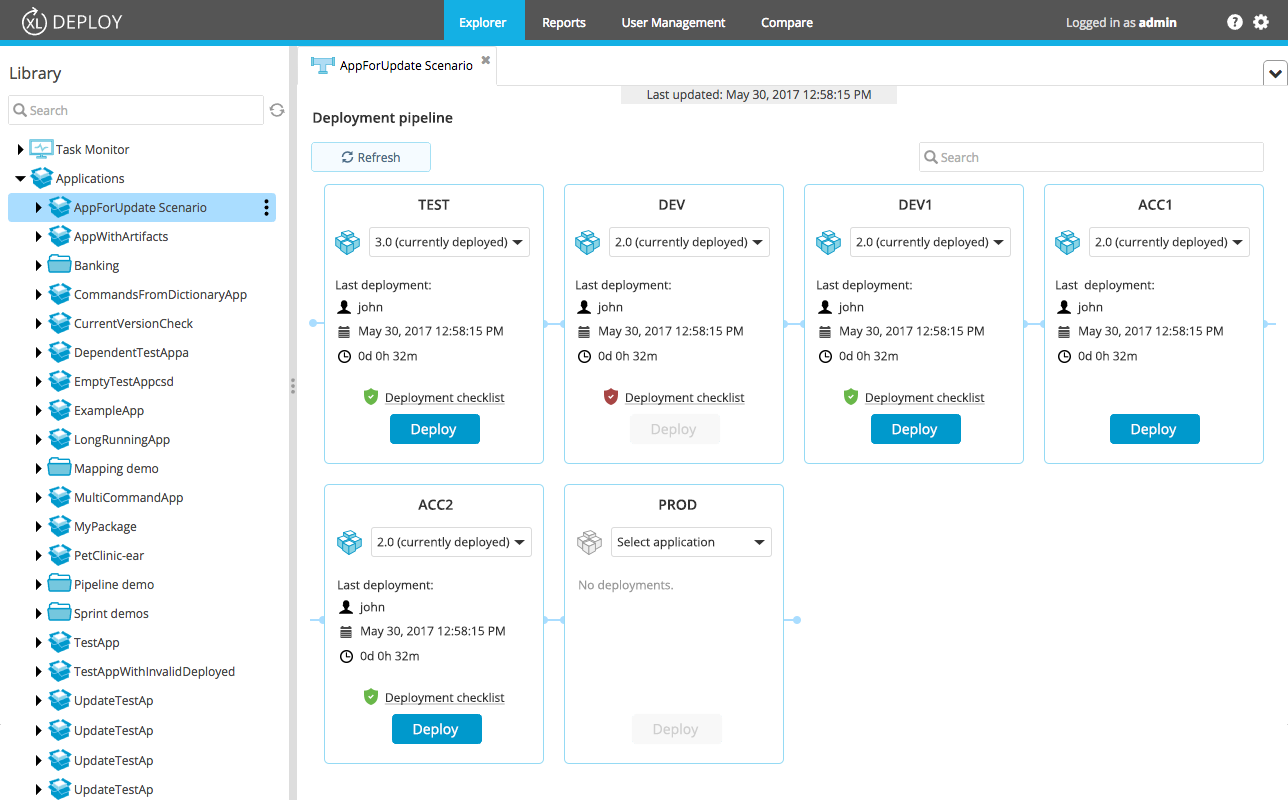 XL DEPLOY
Explorer
Reports
User Management
Compare
Logged in as admin
?
Library
Search
Task Monitor
Applications
AppForUpdate Scenario
AppWithArtifacts
Banking
CommandsFromDictionaryApp
CurrentVersionCheck
DependentTestAppa
EmptyTestAppcsd
ExampleApp
LongRunningApp
Mapping demo
MultiCommandApp
MyPackage
PetClinic-ear
Pipeline demo
Sprint demos
TestApp
TestAppWithInvalidDeployed
UpdateTestAp
UpdateTestAp
UpdateTestAp
UpdateTestAp
AppForUpdate Scenario
Last updated: May 30, 2017 12:58:15 PM
Deployment pipeline
Refresh
Search
TEST
3.0 (currently deployed)
Last deployment:
john
May 30, 2017 12:58:15 PM
0d 0h 32m
Deployment checklist
Deploy
DEV
2.0 (currently deployed)
Last deployment:
john
May 30, 2017 12:58:15 PM
0d 0h 32m
Deployment checklist
Deploy
DEV1
2.0 (currently deployed)
Last deployment:
john
May 30, 2017 12:58:15 PM
0d 0h 32m
Deployment checklist
Deploy
ACC1
2.0 (currently deployed)
Last deployment:
john
May 30, 2017 12:58:15 PM
0d 0h 32m
Deploy
ACC2
2.0 (currently deployed)
Last deployment:
john
May 30, 2017 12:58:15 PM
0d 0h 32m
Deployment checklist
Deploy
PROD
Select application
No deployments.
Deploy